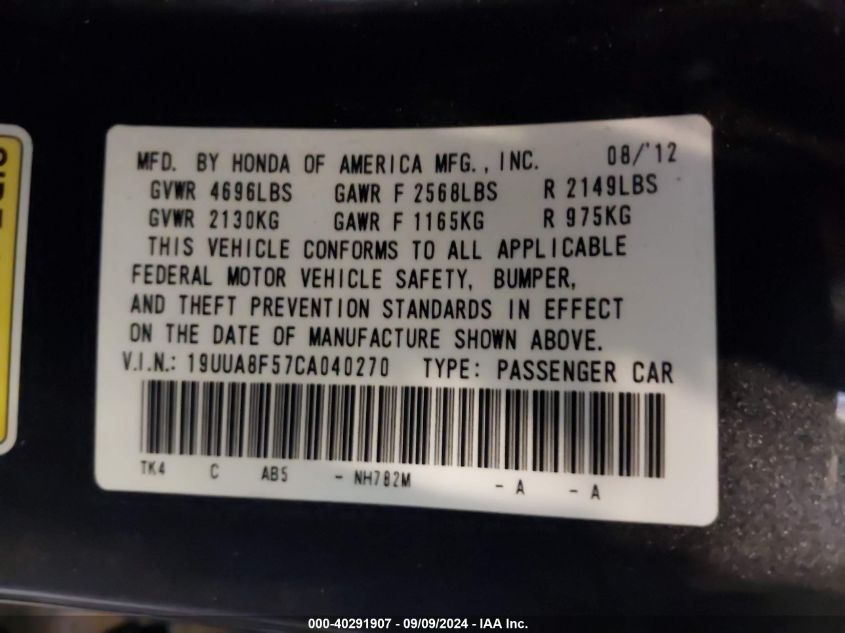 MFD. BY HONDA OF AMERICA MFG., INC. 08/'12
GVWR 4696LBS GAWR F 2568LBS R 2149LBS
GVWR 2130KG GAWR F 1165KG R 975KG
THIS VEHICLE CONFORMS TO ALL APPLICABLE
FEDERAL MOTOR VEHICLE SAFETY, BUMPER,
AND THEFT PREVENTION STANDARDS IN EFFECT
ON THE DATE OF MANUFACTURE SHOWN ABOVE.
V.I.N.: 19UUA8F57CA040270 TYPE: PASSENGER CAR
TK4 C AB5 - NH782M - A - A
000-40291907 - 09/09/2024 - IAA Inc.